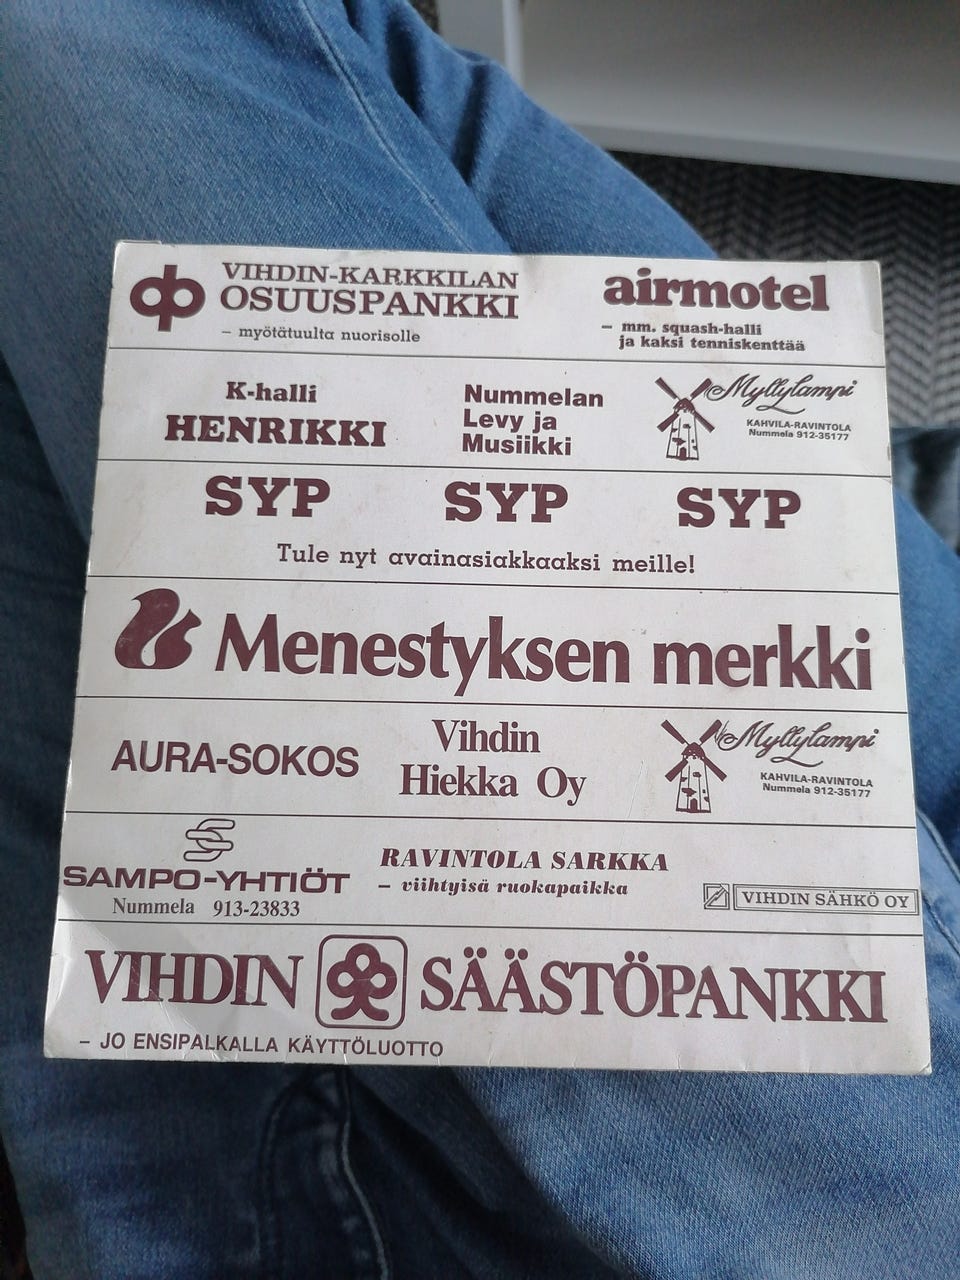 VIHDIN-KARKKILAN
OSUUSPANKKI
– myötätuulta nuorisolle
airmotel
– mm. squash-halli
ja kaksi tenniskenttää
K-halli
HENRIKKI
Nummelan
Levy ja
Musiikki
Myllylampi
KAHVILA-RAVINTOLA
Nummela 912-35177
SYP SYP SYP
Tule nyt avainasiakkaaksi meille!
Menestyksen merkki
AURA-SOKOS
Vihdin
Hiekka Oy
Myllylampi
KAHVILA-RAVINTOLA
Nummela 912-35177
SAMPO-YHTIÖT
Nummela 913-23833
RAVINTOLA SARKKA
– viihtyisä ruokapaikka
VIHDIN SÄHKÖ OY
VIHDIN SÄÄSTÖPANKKI
– JO ENSIPALKALLA KÄYTTÖLUOTTO